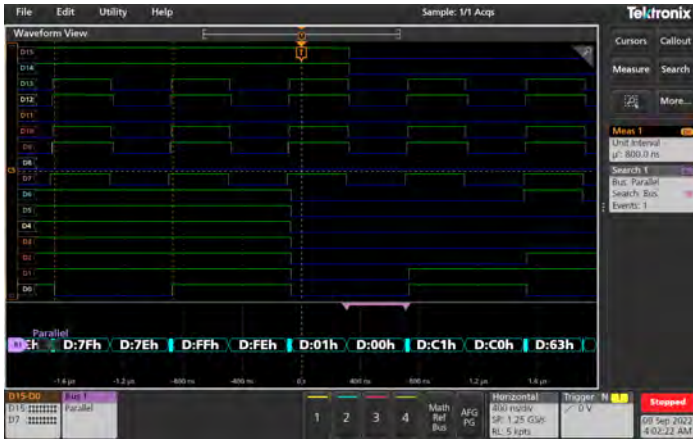 File Edit Utility Help Sample: 1/1 Acqs Tektronix
Waveform View
Cursors Callout
Measure Search
More...
Meas 1
Unit Interval
µ': 800.0 ns
Search 1
Bus: Parallel
Search: Bus
Events: 1
D15
D14
D13
D12
D11
D10
D9
D8
D7
D6
D5
D4
D3
D2
D1
D0
Parallel
D:7Fh D:7Eh D:FFh D:FEh D:01h D:00h D:C1h D:C0h D:63h
-1.6 µs -1.2 µs -800 ns -400 ns 0 s 400 ns 800 ns 1.2 µs 1.6 µs
D15-D0
D15:
D7:
Bus 1
Parallel
1 2 3 4
Math
Ref
Bus
AFG
PG
Horizontal
400 ns/div
SR: 1.25 GS/s
RL: 5 kpts
Trigger
0 V
Stopped
09 Sep 2022
4:02:22 AM